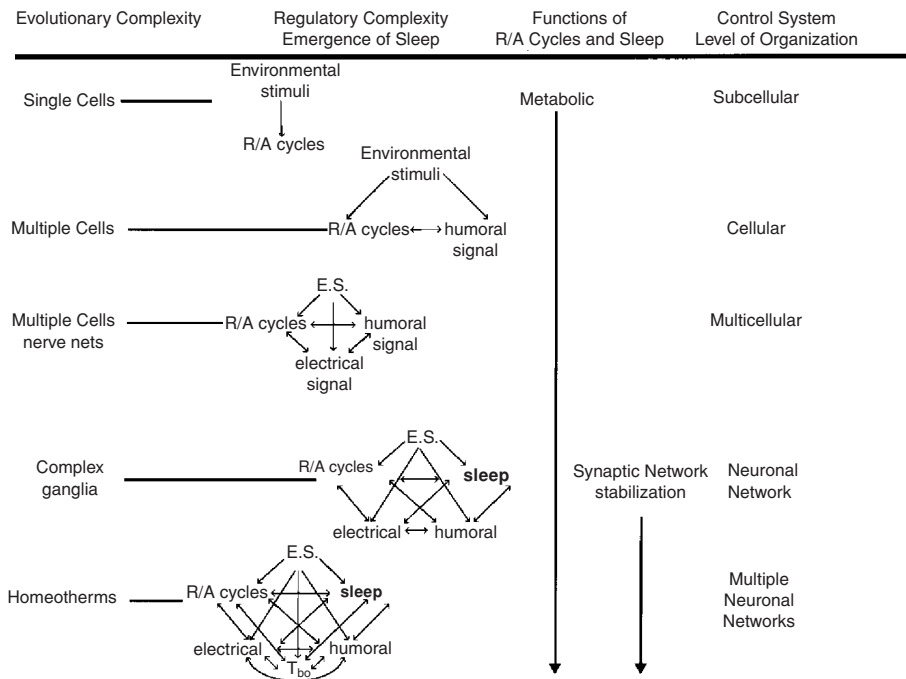 Evolutionary Complexity
Regulatory Complexity
Emergence of Sleep
Functions of
R/A Cycles and Sleep
Control System
Level of Organization
Single Cells
Environmental
stimuli
R/A cycles
Metabolic
Subcellular
Multiple Cells
Environmental
stimuli
R/A cycles
humoral
signal
Cellular
Multiple Cells
nerve nets
E.S.
R/A cycles
humoral
signal
electrical
signal
Multicellular
Complex
ganglia
E.S.
R/A cycles
sleep
electrical
humoral
Synaptic Network
stabilization
Neuronal
Network
Homeotherms
E.S.
R/A cycles
sleep
electrical
humoral
Tbo
Multiple
Neuronal
Networks